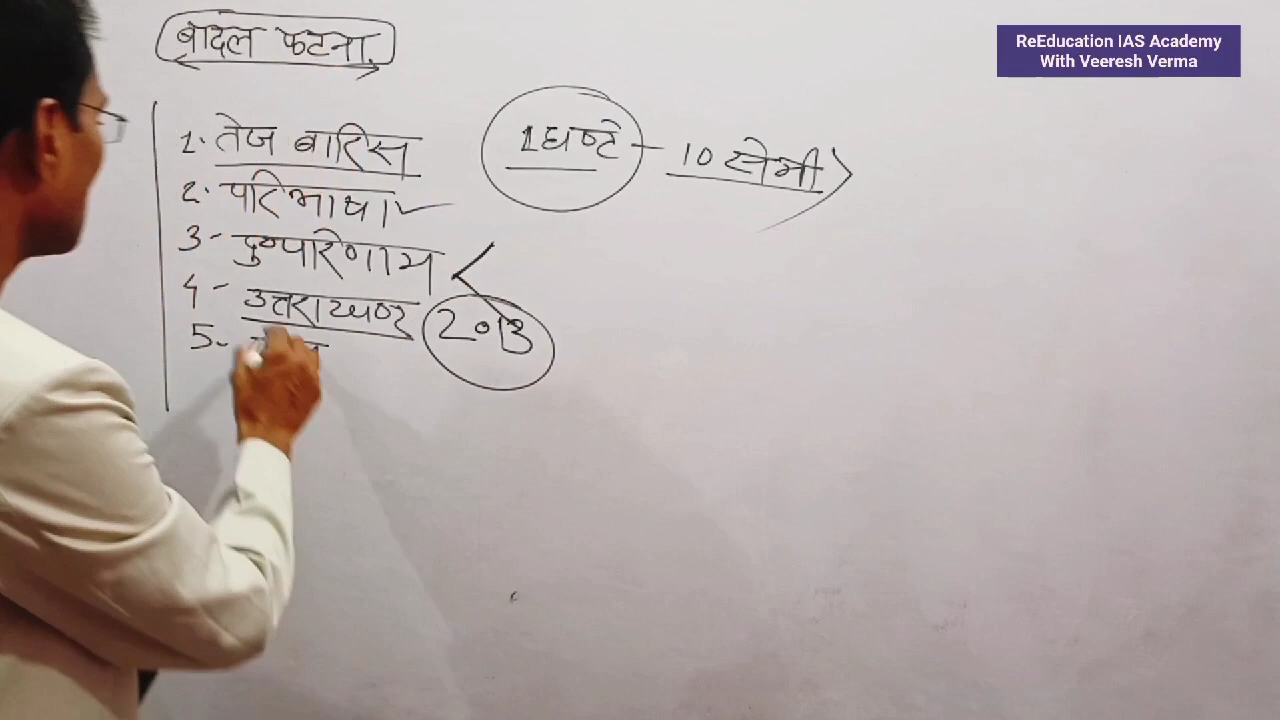 बादल फटना
1. तेज बारिस
1 घण्टे — 10 सेमी
2. परिभाषा
3 - दुष्परिणाम
4 - उत्तराखण्ड 2013
5 -
ReEducation IAS Academy
With Veeresh Verma